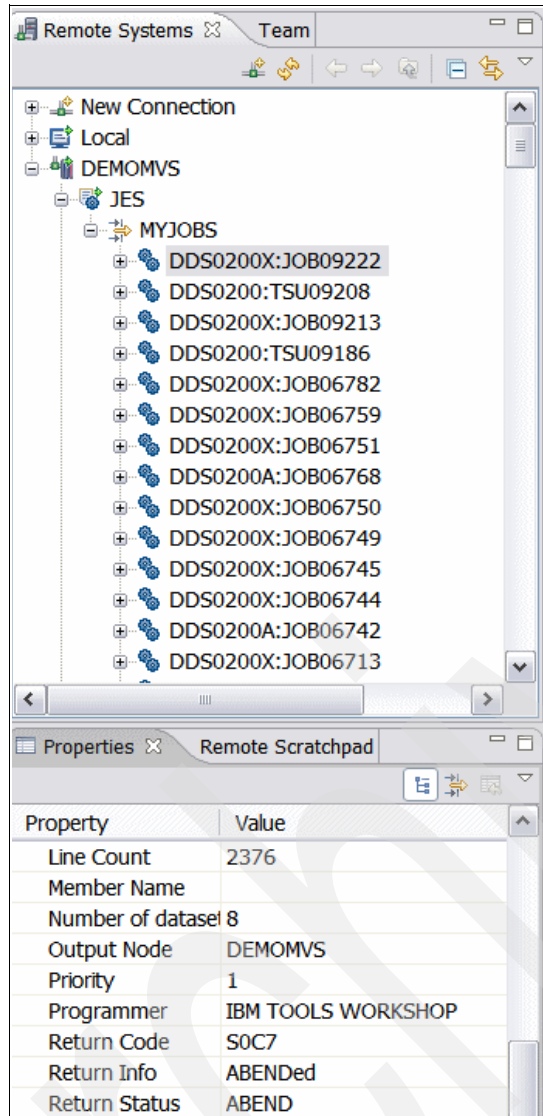 Remote Systems Team
New Connection
Local
DEMOMVS
JES
MYJOBS
DDS0200X:JOB09222
DDS0200:TSU09208
DDS0200X:JOB09213
DDS0200:TSU09186
DDS0200X:JOB06782
DDS0200X:JOB06759
DDS0200X:JOB06751
DDS0200A:JOB06768
DDS0200X:JOB06750
DDS0200X:JOB06749
DDS0200X:JOB06745
DDS0200X:JOB06744
DDS0200A:JOB06742
DDS0200X:JOB06713
Properties Remote Scratchpad
Property Value
Line Count 2376
Member Name
Number of dataset 8
Output Node DEMOMVS
Priority 1
Programmer IBM TOOLS WORKSHOP
Return Code S0C7
Return Info ABENDed
Return Status ABEND